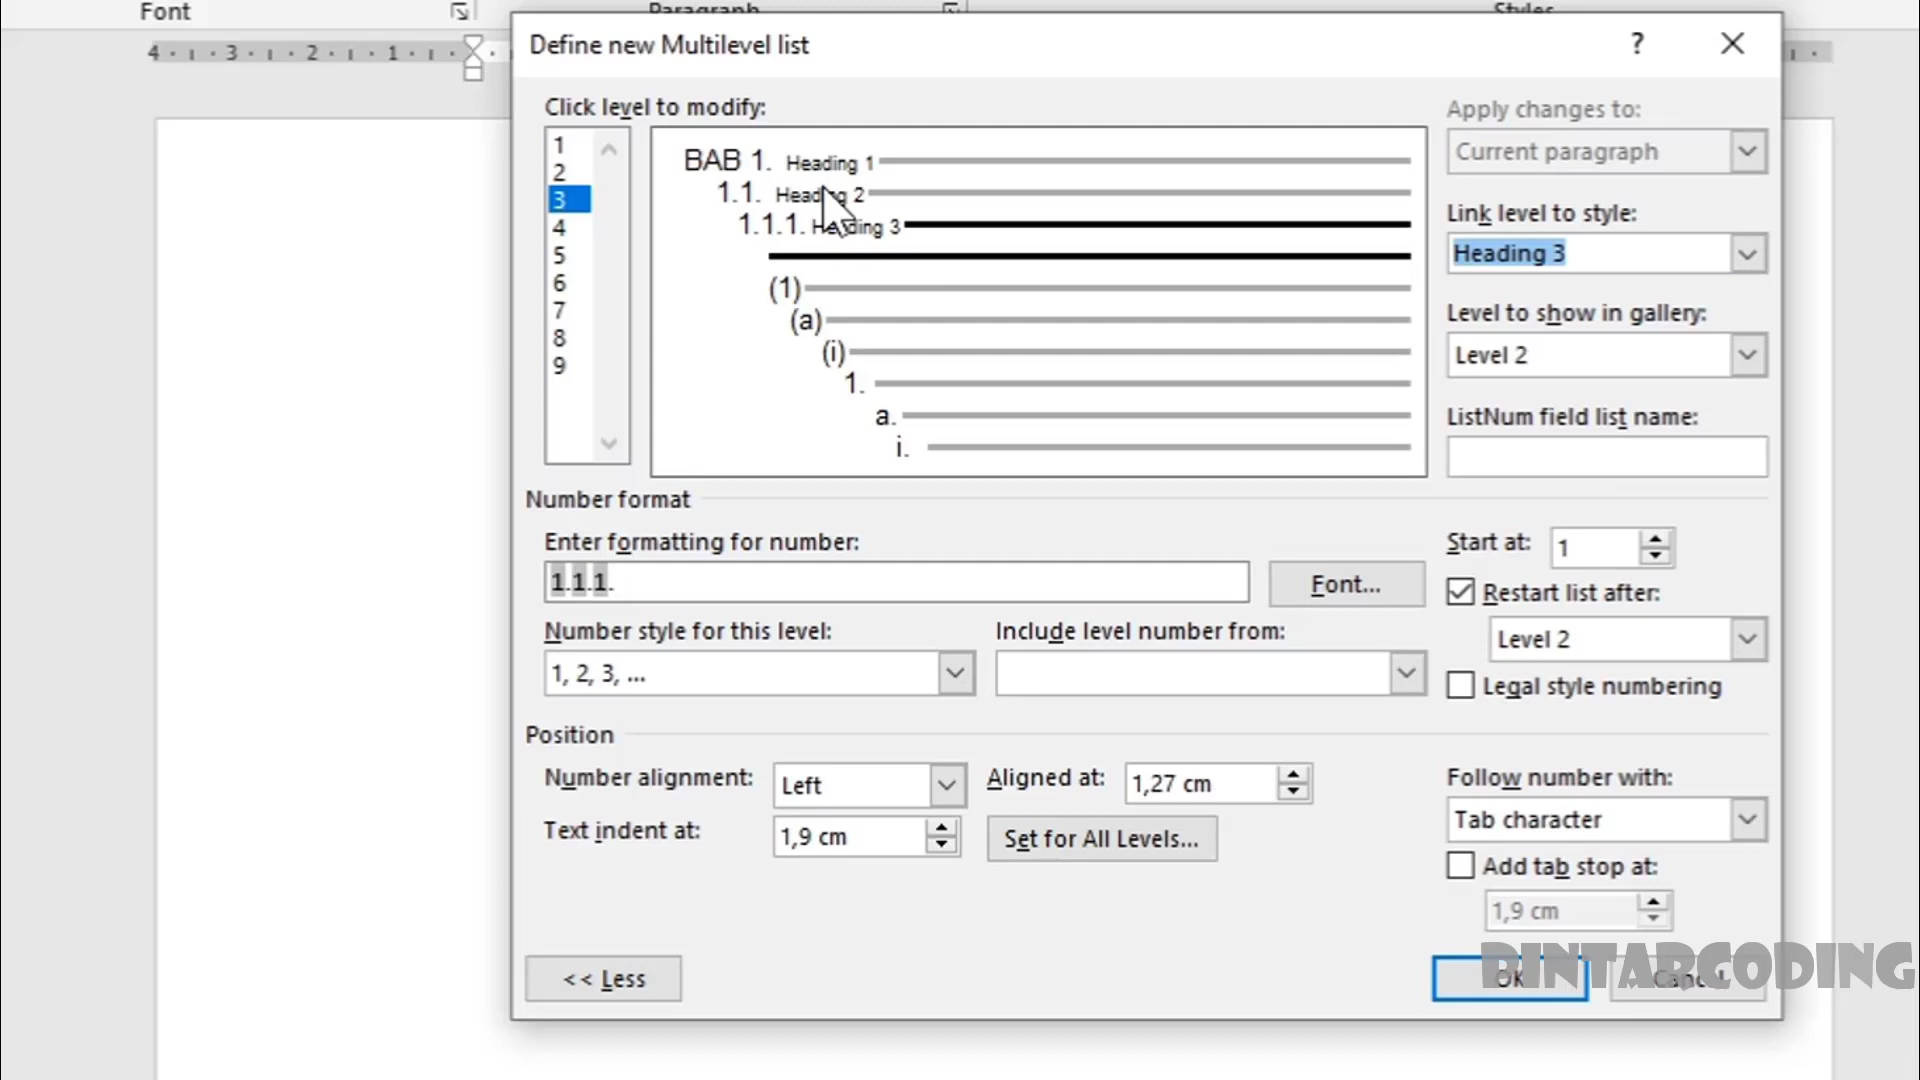 Font
Paragraph
Styles
4 3 2 1
Define new Multilevel list
?
Click level to modify:
1
2
3
4
5
6
7
8
9
BAB 1. Heading 1
1.1. Heading 2
1.1.1. Heading 3
(1)
(a)
(i)
1.
a.
i.
Apply changes to:
Current paragraph
Link level to style:
Heading 3
Level to show in gallery:
Level 2
ListNum field list name:
Number format
Enter formatting for number:
1.1.1.
Font...
Number style for this level:
1, 2, 3, ...
Include level number from:
Start at:
1
Restart list after:
Level 2
Legal style numbering
Position
Number alignment:
Left
Aligned at:
1,27 cm
Text indent at:
1,9 cm
Set for All Levels...
Follow number with:
Tab character
Add tab stop at:
1,9 cm
<< Less
OK
Cancel
BINTARCODING